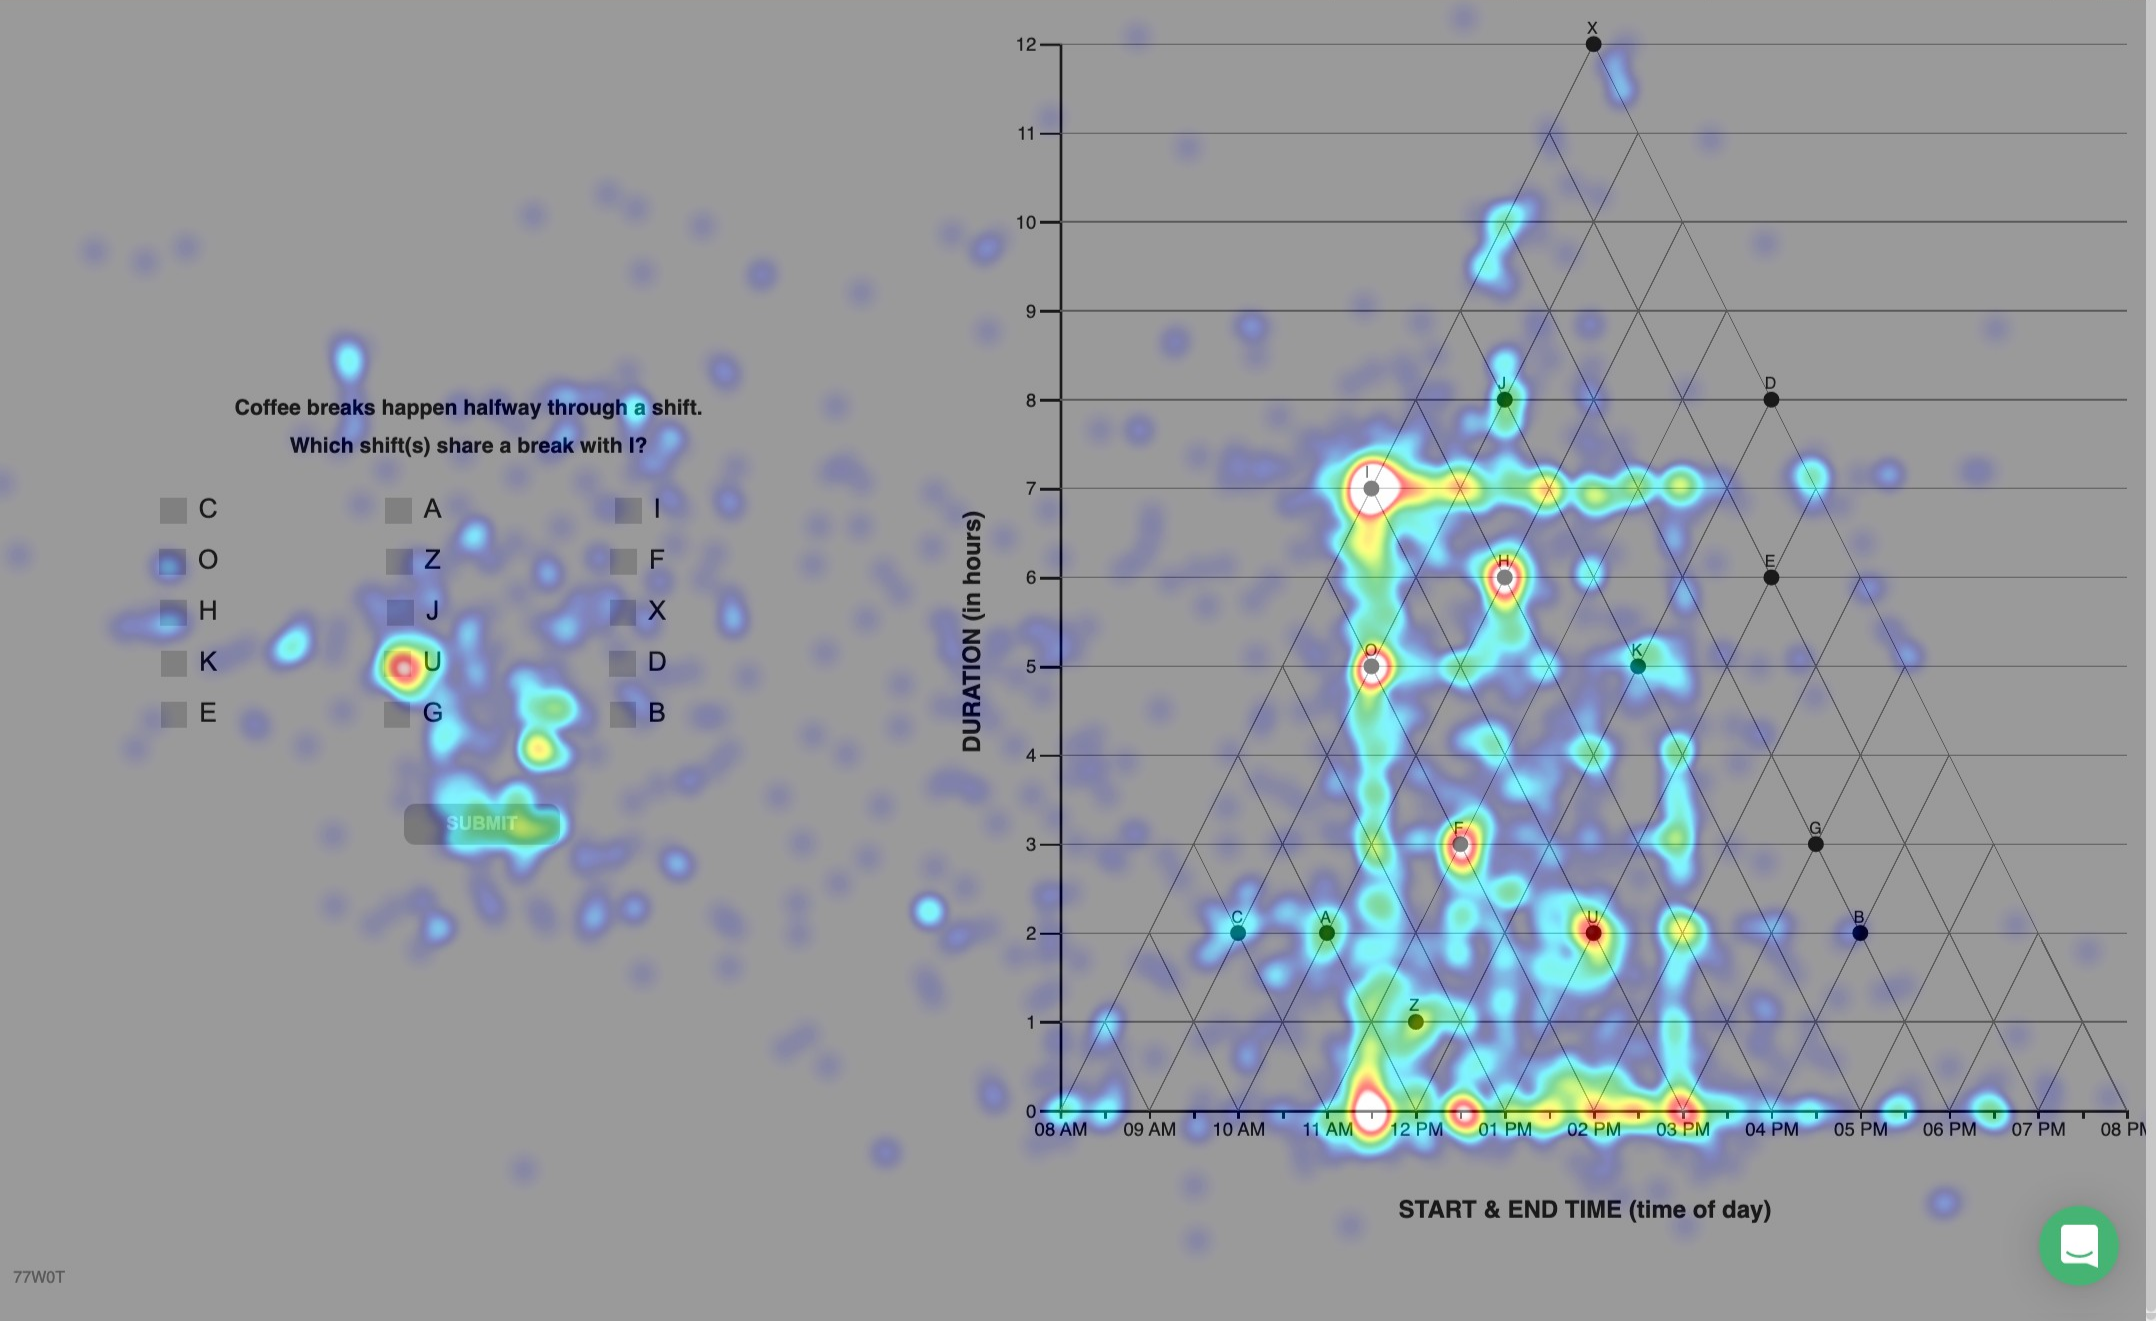 Coffee breaks happen halfway through a shift.
Which shift(s) share a break with I?
C A I
O Z F
H J X
K U D
E G B
SUBMIT
77W0T
DURATION (in hours)
12
11
10
9
8
7
6
5
4
3
2
1
0
X
J
D
I
H
E
O
K
F
G
C
A
U
B
Z
08 AM 09 AM 10 AM 11 AM 12 PM 01 PM 02 PM 03 PM 04 PM 05 PM 06 PM 07 PM 08 PM
START & END TIME (time of day)